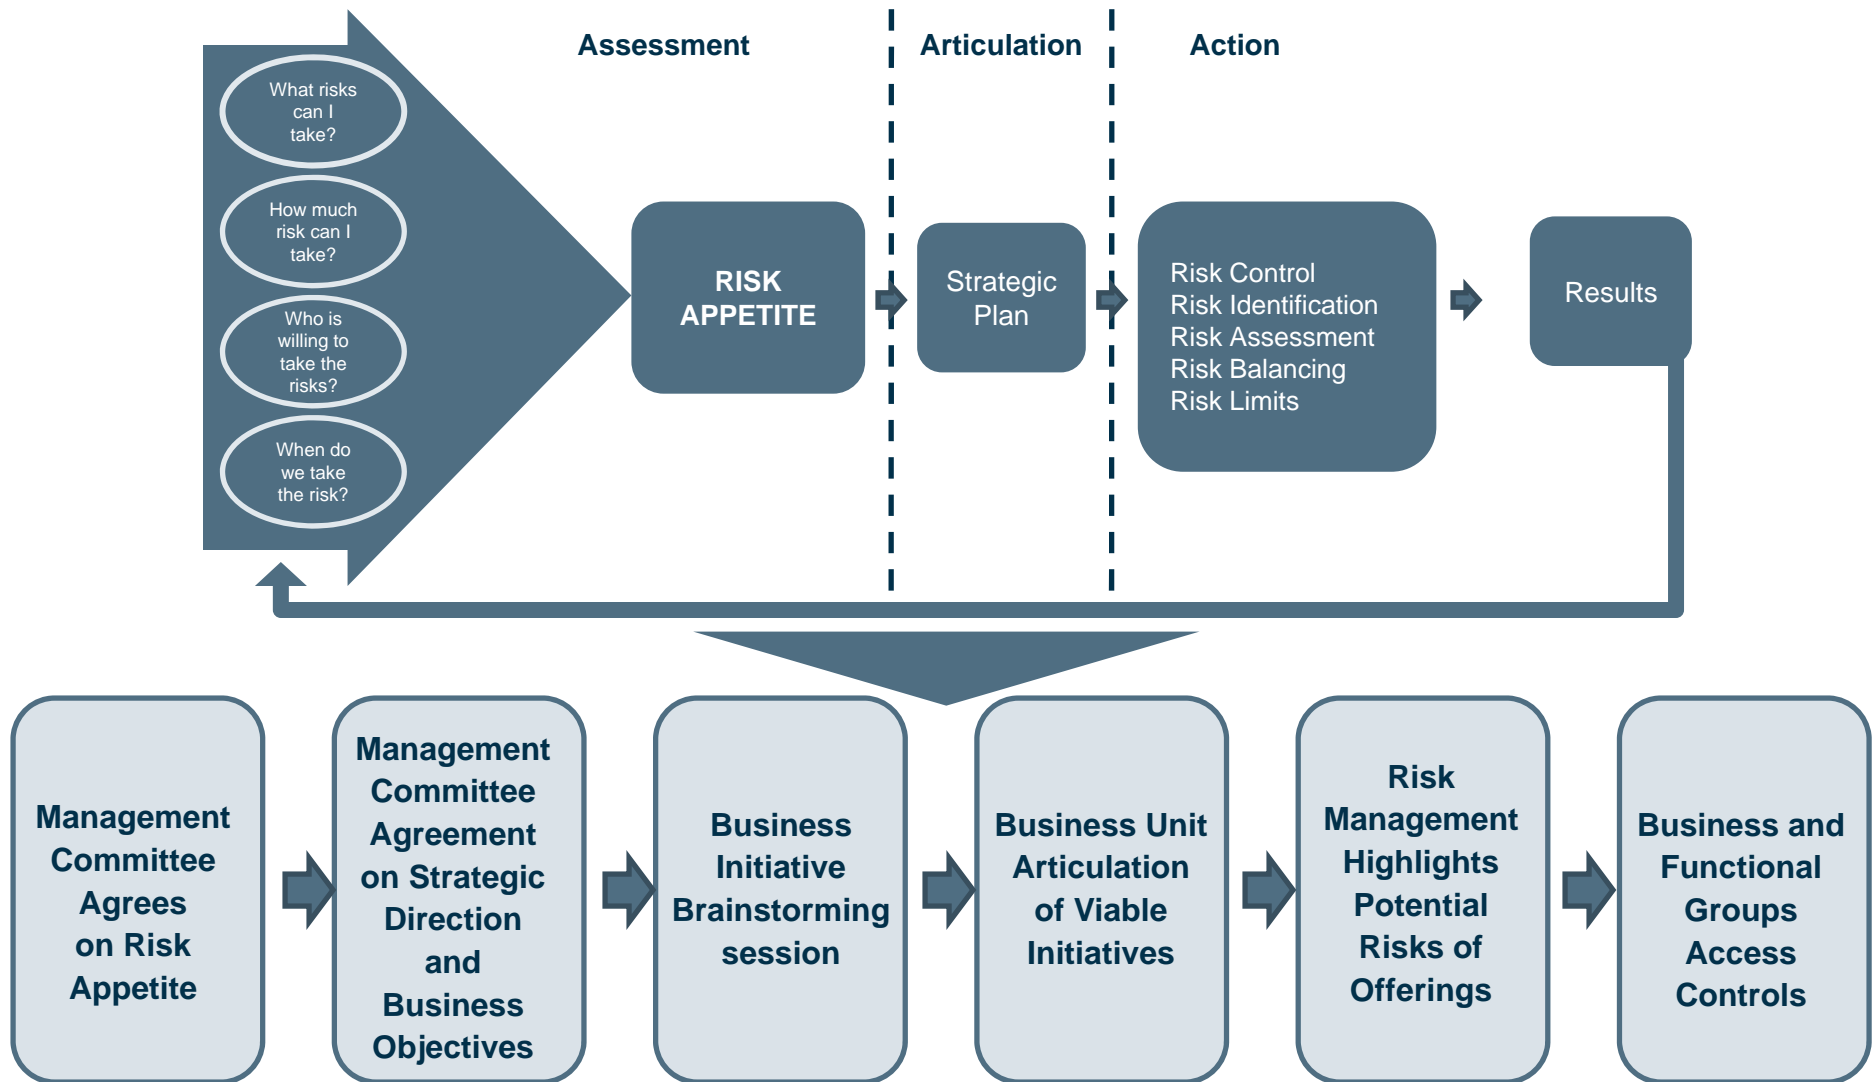 Assessment
Articulation
Action
What risks
can I
take?
How much
risk can I
take?
Who is
willing to
take the
risks?
When do
we take
the risk?
RISK
APPETITE
Strategic
Plan
Risk Control
Risk Identification
Risk Assessment
Risk Balancing
Risk Limits
Results
Management
Committee
Agrees
on Risk
Appetite
Management
Committee
Agreement
on Strategic
Direction
and
Business
Objectives
Business
Initiative
Brainstorming
session
Business Unit
Articulation
of Viable
Initiatives
Risk
Management
Highlights
Potential
Risks of
Offerings
Business and
Functional
Groups
Access
Controls